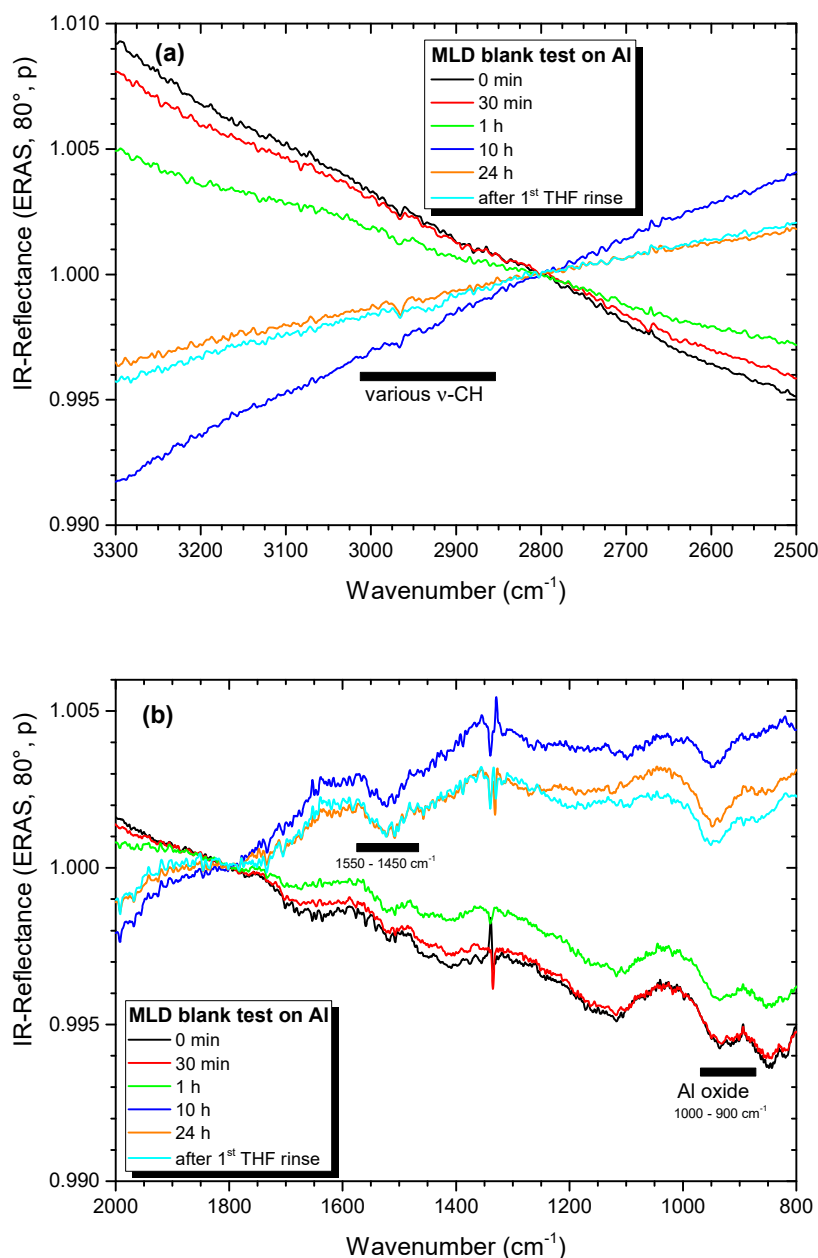 (a)
MLD blank test on Al
0 min
30 min
1 h
10 h
24 h
after 1st THF rinse
various ν-CH
IR-Reflectance (ERAS, 80°, p)
1.010
1.005
1.000
0.995
0.990
3300 3200 3100 3000 2900 2800 2700 2600 2500
Wavenumber (cm-1)
(b)
IR-Reflectance (ERAS, 80°, p)
1.005
1.000
0.995
0.990
1550 - 1450 cm-1
MLD blank test on Al
0 min
30 min
1 h
10 h
24 h
after 1st THF rinse
Al oxide
1000 - 900 cm-1
2000 1800 1600 1400 1200 1000 800
Wavenumber (cm-1)